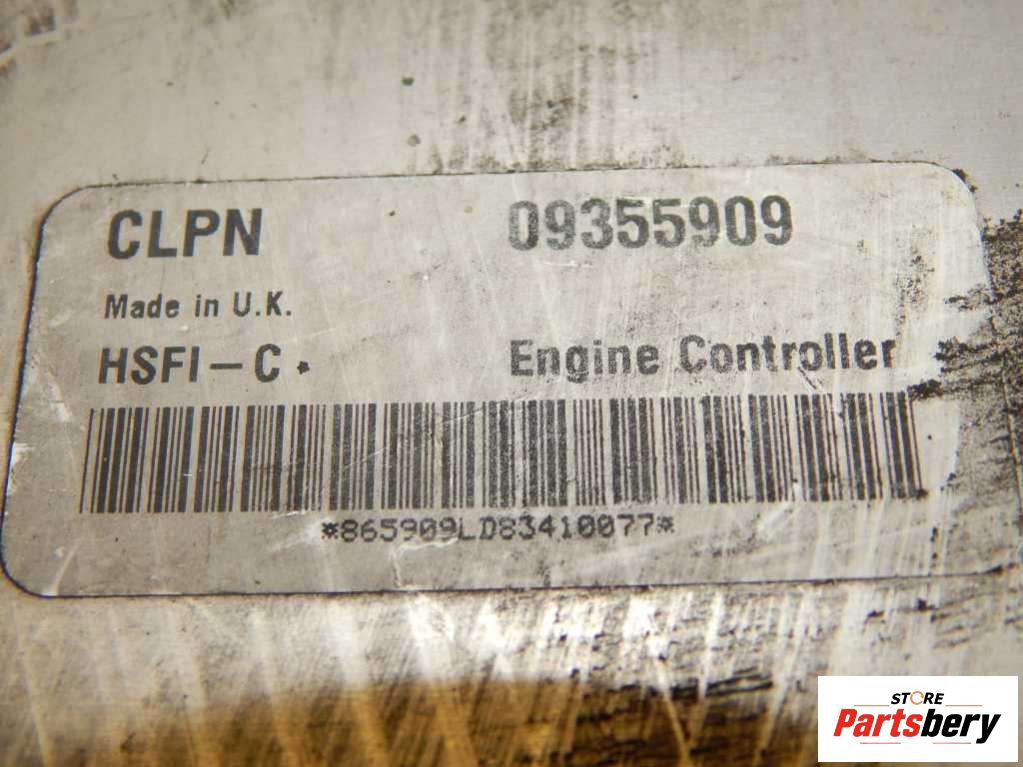 CLPN 09355909
Made in U.K.
HSFI-C. Engine Controller
*865909LD83410077*
STORE
Partsbery